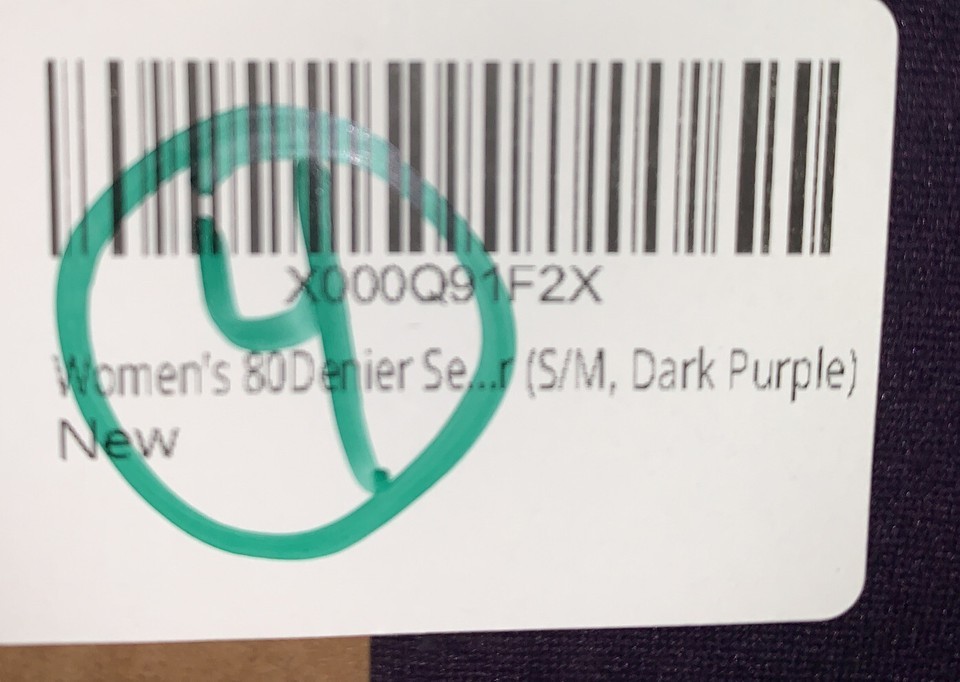 X000Q91F2X
Women's 80Denier Se...r (S/M, Dark Purple)
New
4